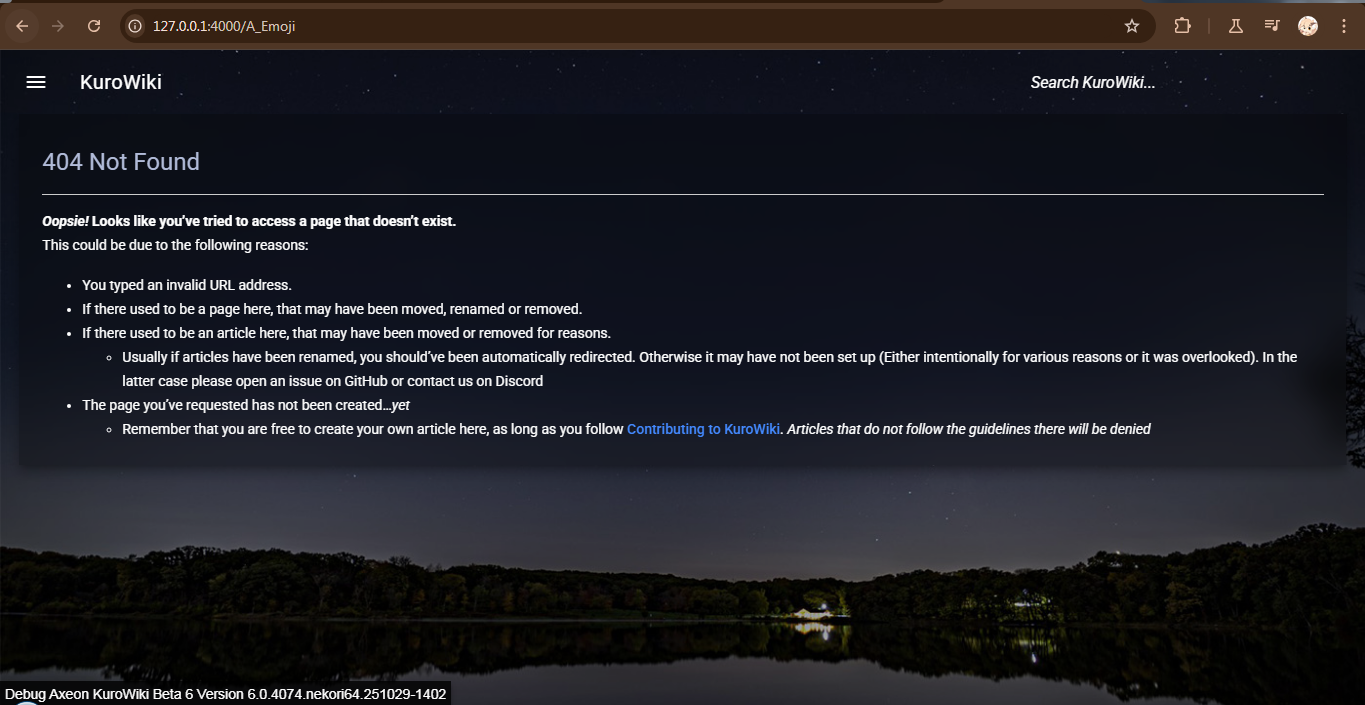 127.0.0.1:4000/A_Emoji
KuroWiki
Search KuroWiki...
404 Not Found
Oopsie! Looks like you've tried to access a page that doesn't exist.
This could be due to the following reasons:
• You typed an invalid URL address.
• If there used to be a page here, that may have been moved, renamed or removed.
• If there used to be an article here, that may have been moved or removed for reasons.
◦ Usually if articles have been renamed, you should've been automatically redirected. Otherwise it may have not been set up (Either intentionally for various reasons or it was overlooked). In the
latter case please open an issue on GitHub or contact us on Discord
• The page you've requested has not been created…yet
◦ Remember that you are free to create your own article here, as long as you follow Contributing to KuroWiki. Articles that do not follow the guidelines there will be denied
Debug Axeon KuroWiki Beta 6 Version 6.0.4074.nekori64.251029-1402